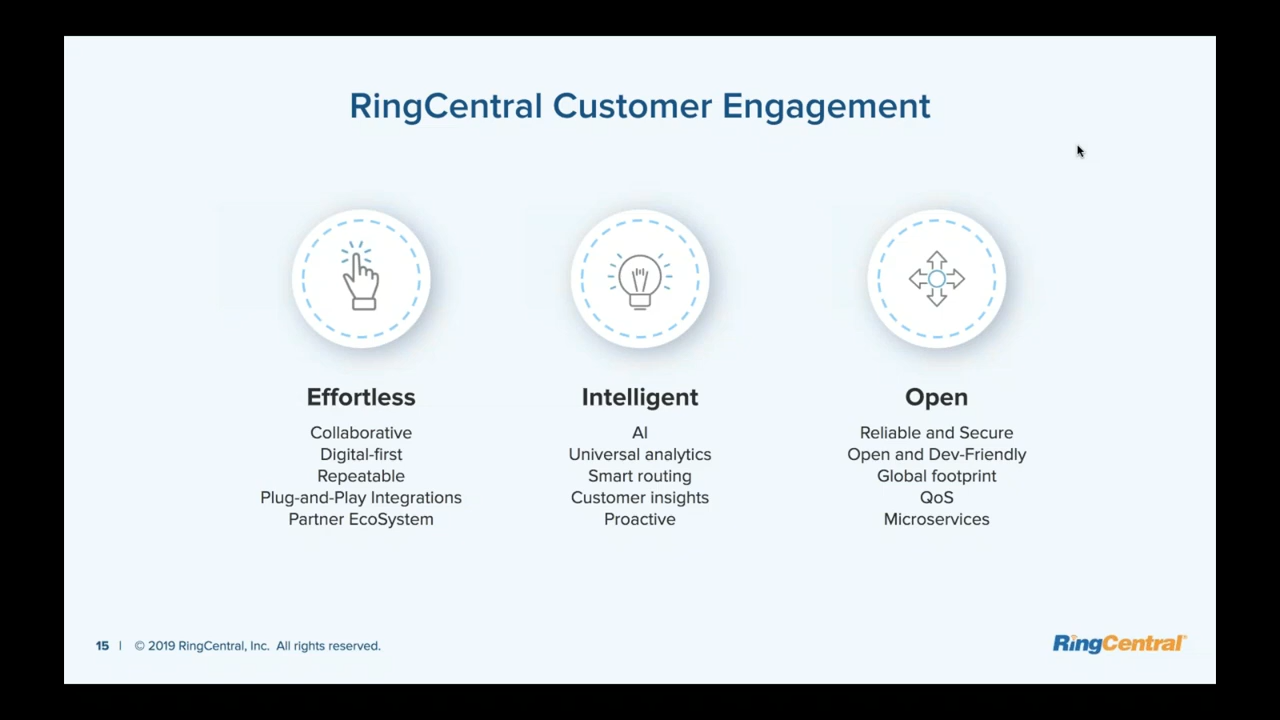 RingCentral Customer Engagement
Effortless
Collaborative
Digital-first
Repeatable
Plug-and-Play Integrations
Partner EcoSystem
Intelligent
AI
Universal analytics
Smart routing
Customer insights
Proactive
Open
Reliable and Secure
Open and Dev-Friendly
Global footprint
QoS
Microservices
15 | © 2019 RingCentral, Inc. All rights reserved.
RingCentral®